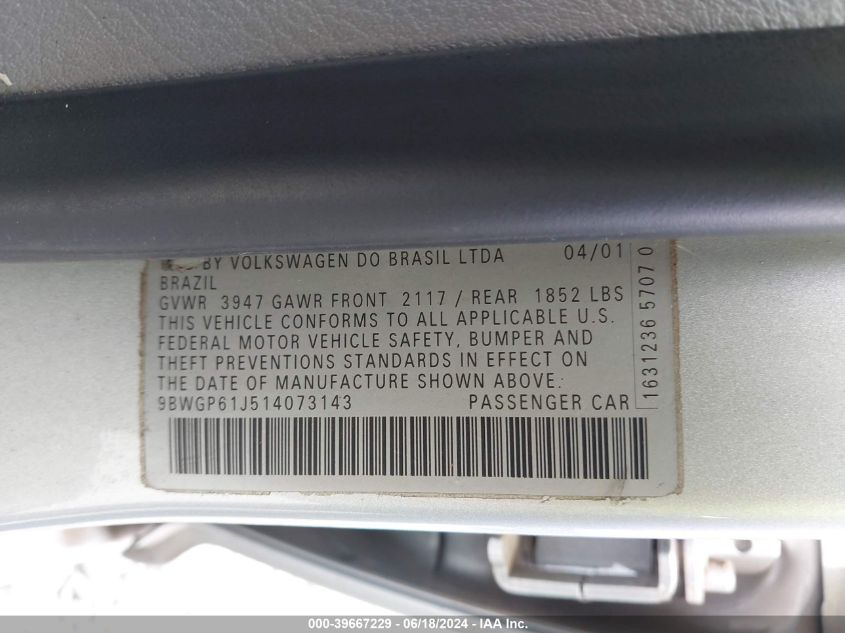 BY VOLKSWAGEN DO BRASIL LTDA 04/01
BRAZIL
GVWR 3947 GAWR FRONT 2117 / REAR 1852 LBS
THIS VEHICLE CONFORMS TO ALL APPLICABLE U.S.
FEDERAL MOTOR VEHICLE SAFETY, BUMPER AND
THEFT PREVENTIONS STANDARDS IN EFFECT ON
THE DATE OF MANUFACTURE SHOWN ABOVE.
9BWGP61J514073143 PASSENGER CAR
1631236 5707 0
000-39667229 - 06/18/2024 - IAA Inc.